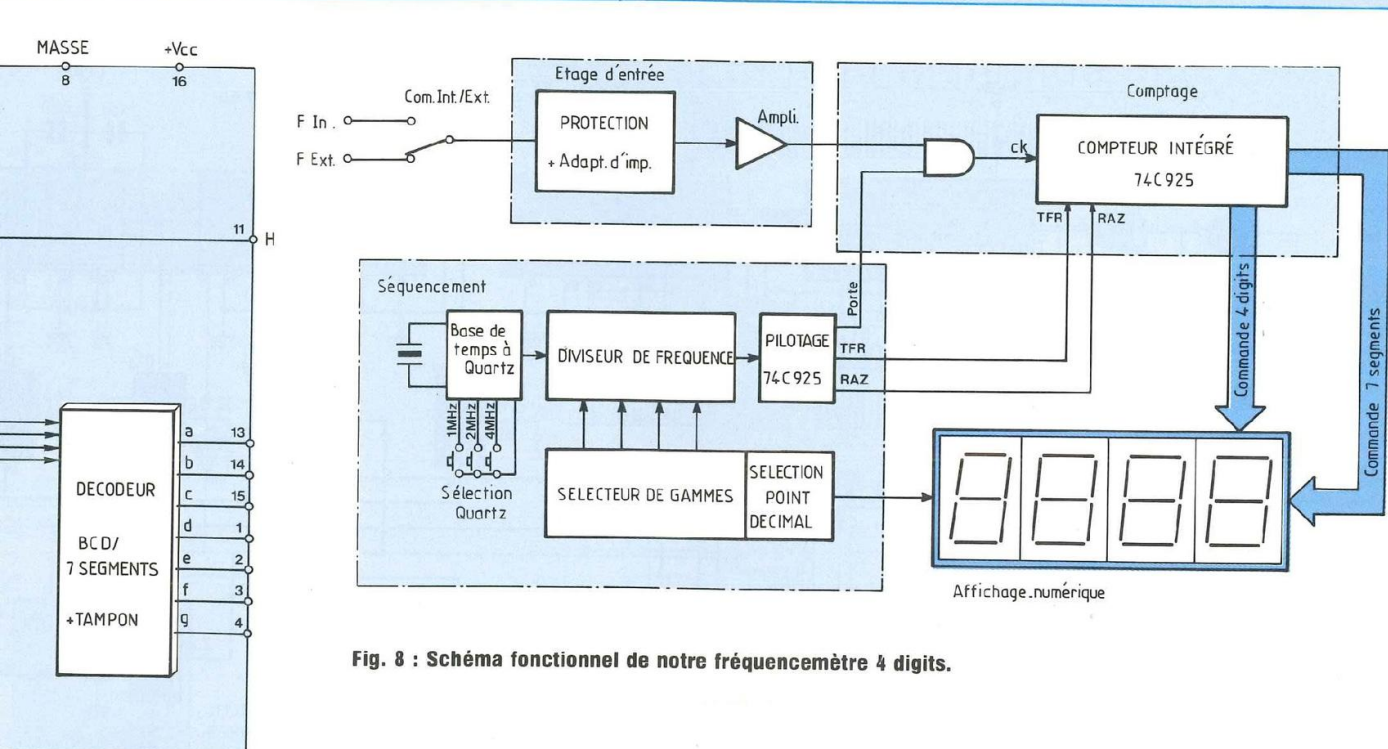 MASSE
8
+Vcc
16
11
H
DECODEUR
BCD/
7 SEGMENTS
+TAMPON
a
13
b
14
c
15
d
1
e
2
f
3
g
4
F In.
F Ext.
Com.Int./Ext.
Etage d'entrée
PROTECTION
+ Adapt. d'imp.
Ampli.
Comptage
ck
COMPTEUR INTÉGRÉ
74C925
TFR
RAZ
Séquencement
Base de
temps à
Quartz
1MHz
2MHz
4MHz
Sélection
Quartz
DIVISEUR DE FREQUENCE
PILOTAGE
74C925
Porte
TFR
RAZ
SELECTEUR DE GAMMES
SELECTION
POINT
DECIMAL
Commande 4 digits
Commande 7 segments
Affichage.numérique
Fig. 8 : Schéma fonctionnel de notre fréquencemètre 4 digits.